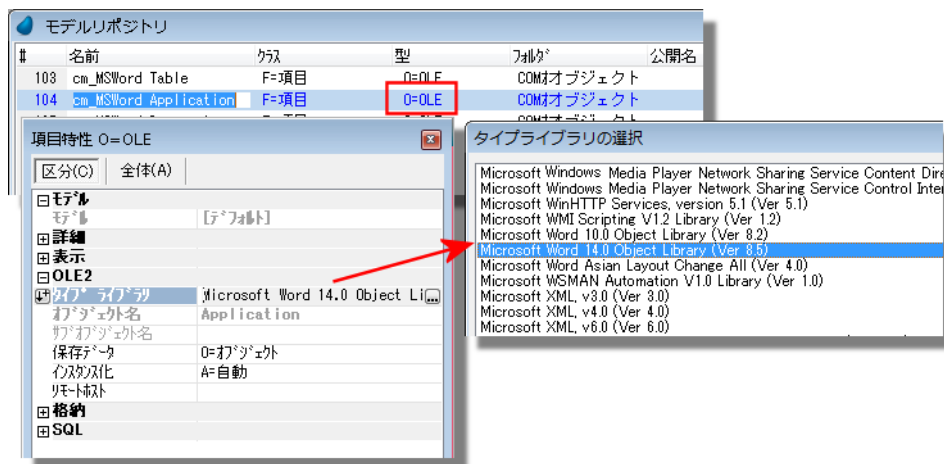 モデルリポジトリ
# 名前 クラス 型 フォルダ 公開名
103 cm_MSWord Table F=項目 O=OLE COMオブジェクト
104 cm_MSWord Application F=項目 O=OLE COMオブジェクト
項目特性 O=OLE
区分(C) 全体(A)
モデル
モデル [デフォルト]
詳細
表示
OLE2
タイプ ライブラリ Microsoft Word 14.0 Object Li...
オブジェクト名 Application
サブオブジェクト名
保存データ O=オブジェクト
インスタンス化 A=自動
リモートホスト
格納
SQL
タイプライブラリの選択
Microsoft Windows Media Player Network Sharing Service Content Dire
Microsoft Windows Media Player Network Sharing Service Control Inter
Microsoft WinHTTP Services, version 5.1 (Ver 5.1)
Microsoft WMI Scripting V1.2 Library (Ver 1.2)
Microsoft Word 10.0 Object Library (Ver 8.2)
Microsoft Word 14.0 Object Library (Ver 8.5)
Microsoft Word Asian Layout Change All (Ver 4.0)
Microsoft WSMAN Automation V1.0 Library (Ver 1.0)
Microsoft XML, v3.0 (Ver 3.0)
Microsoft XML, v4.0 (Ver 4.0)
Microsoft XML, v6.0 (Ver 6.0)